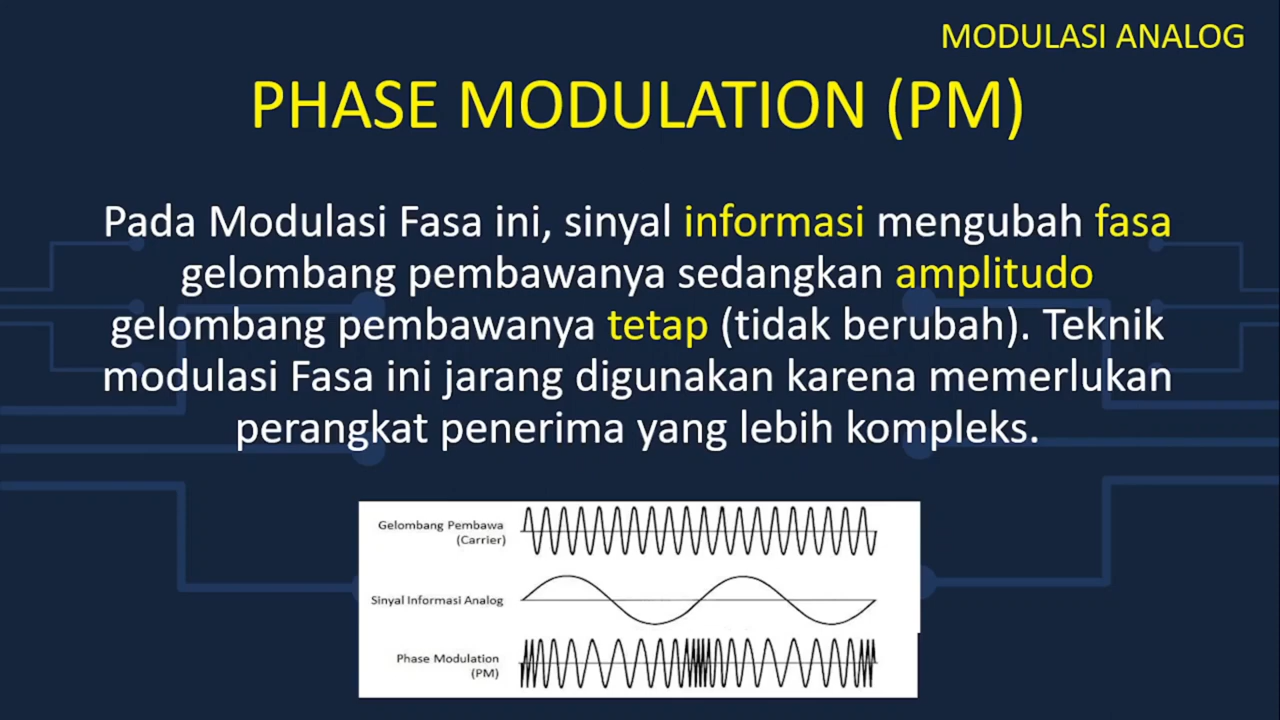 MODULASI ANALOG
PHASE MODULATION (PM)
Pada Modulasi Fasa ini, sinyal informasi mengubah fasa
gelombang pembawanya sedangkan amplitudo
gelombang pembawanya tetap (tidak berubah). Teknik
modulasi Fasa ini jarang digunakan karena memerlukan
perangkat penerima yang lebih kompleks.
Gelombang Pembawa
(Carrier)
Sinyal Informasi Analog
Phase Modulation
(PM)